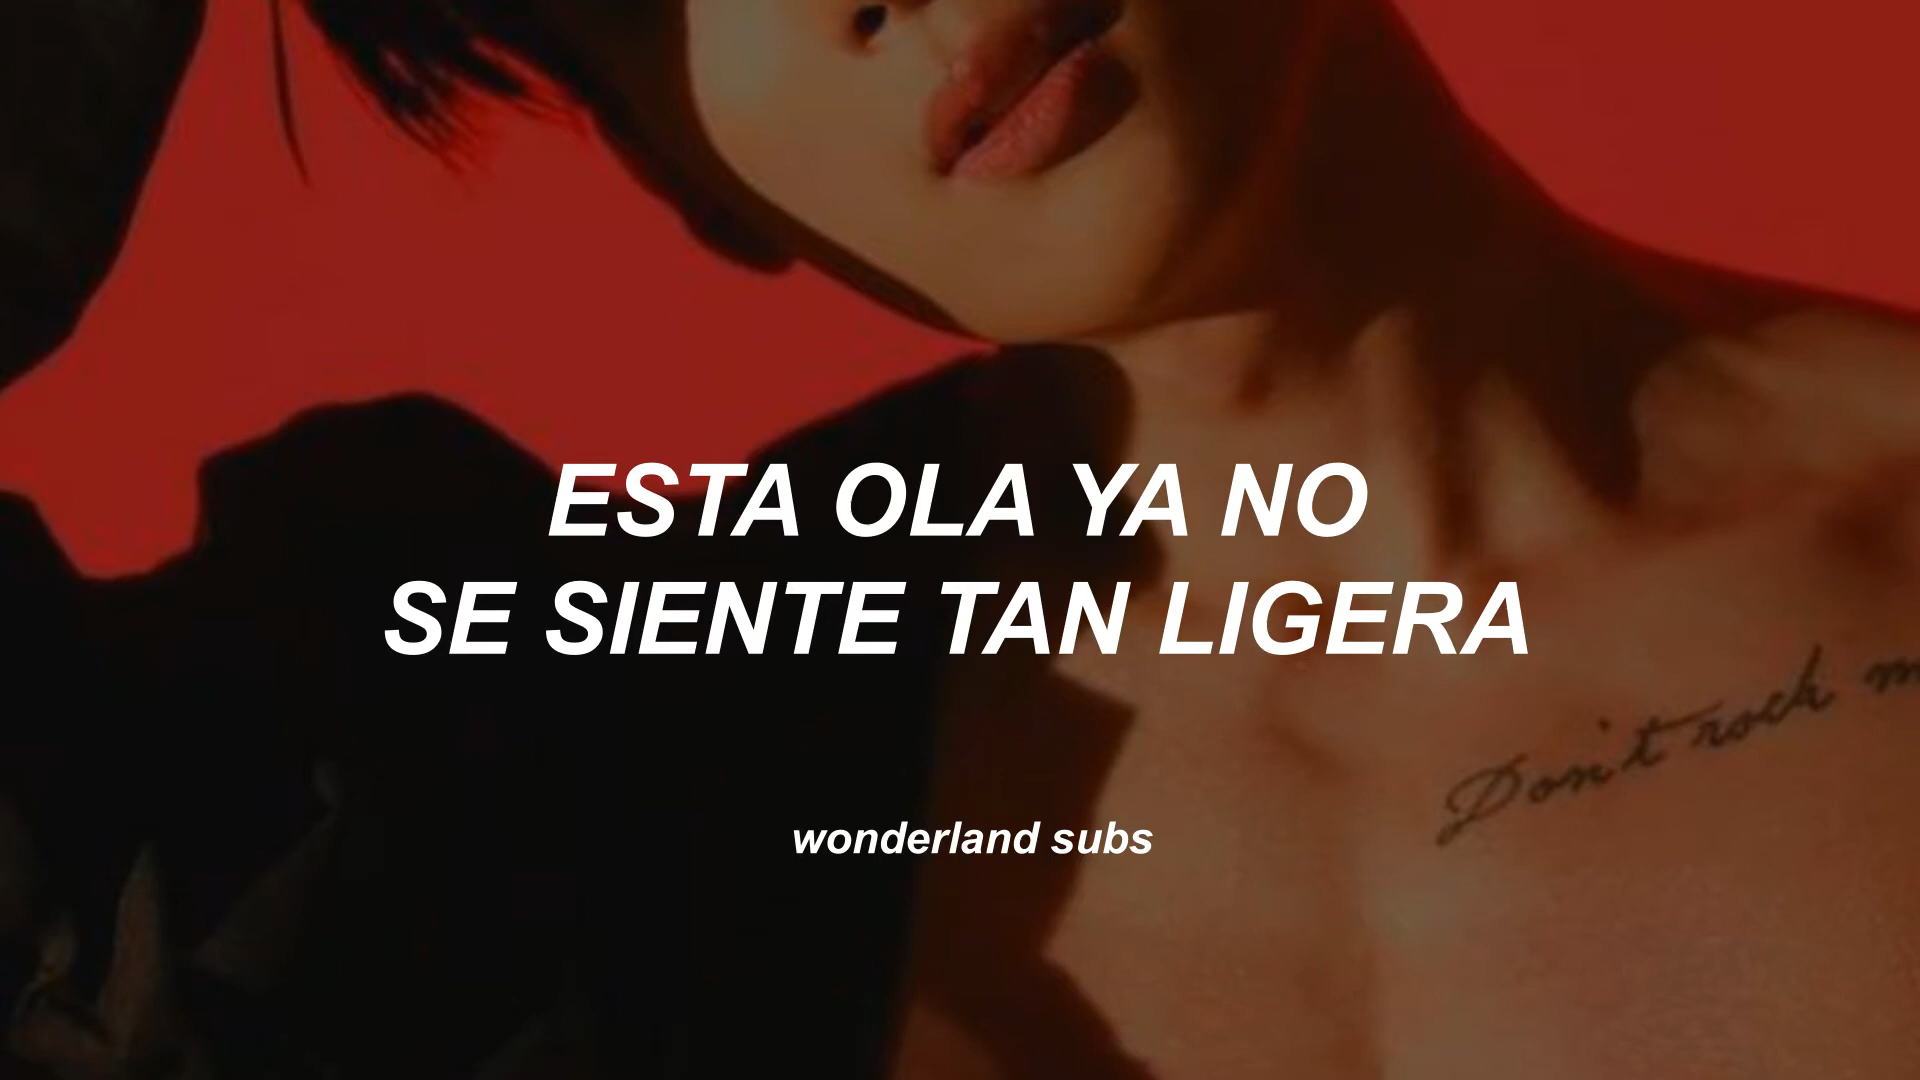 ESTA OLA YA NO
SE SIENTE TAN LIGERA
Don't rock m
wonderland subs